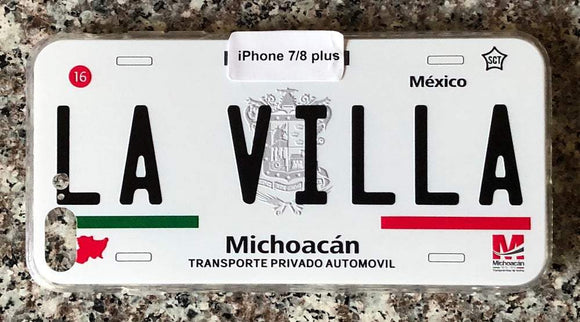 iPhone 7/8 plus
16
México
SCT
LA VILLA
Michoacán
TRANSPORTE PRIVADO AUTOMOVIL
M
Michoacán